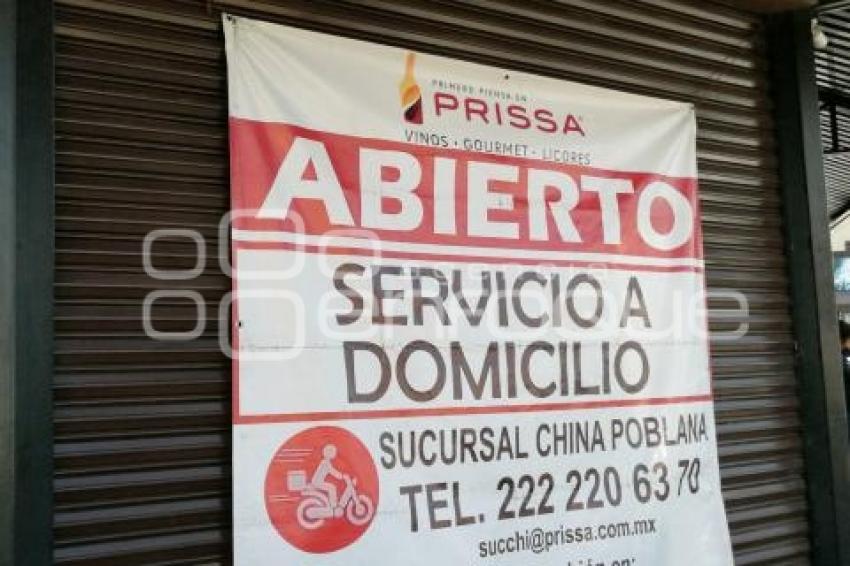 PRIMERO PIENSA EN
PRISSA
VINOS • GOURMET • LICORES
ABIERTO
enfoque
SERVICIO A
DOMICILIO
SUCURSAL CHINA POBLANA
TEL. 222 220 63 70
succhi@prissa.com.mx